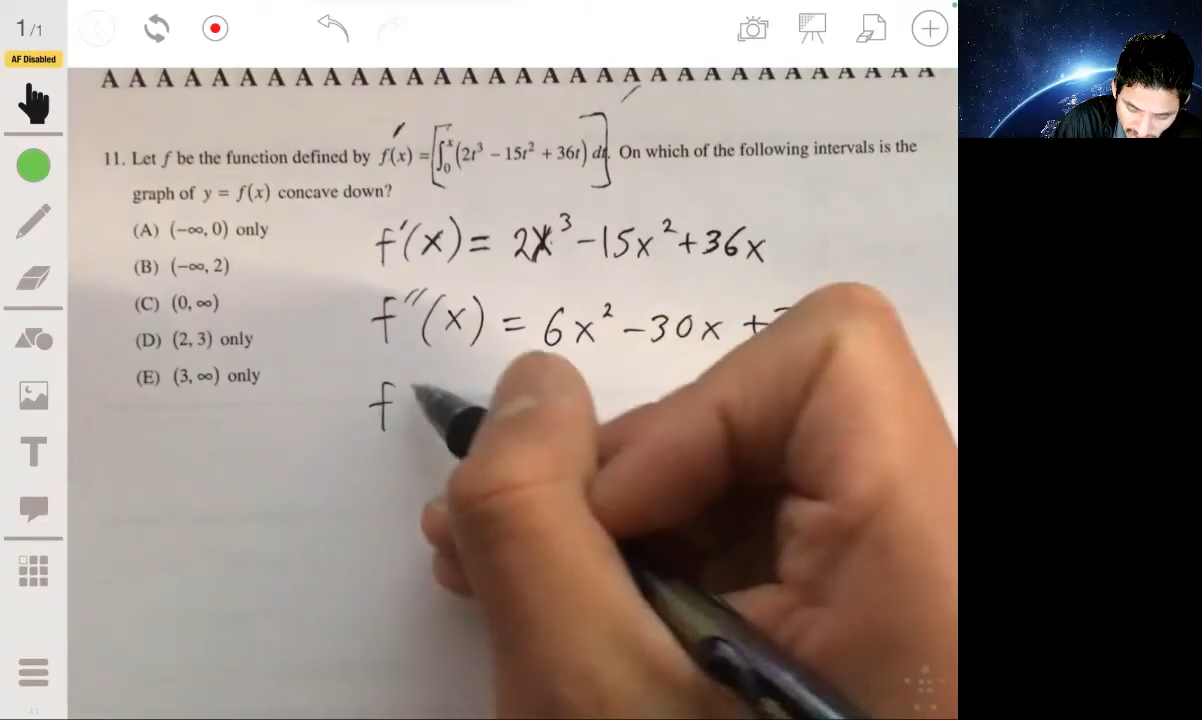 1/1
AF Disabled
A A A A A A A A A A A A A A A A A A A A A A A A A A A A A A A
11. Let f be the function defined by f'(x) = [∫₀ˣ (2t³ − 15t² + 36t) dt]'. On which of the following intervals is the
graph of y = f(x) concave down?
(A) (−∞, 0) only
(B) (−∞, 2)
(C) (0, ∞)
(D) (2, 3) only
(E) (3, ∞) only
f'(x) = 2x³ − 15x² + 36x
f''(x) = 6x² − 30x +
f
T